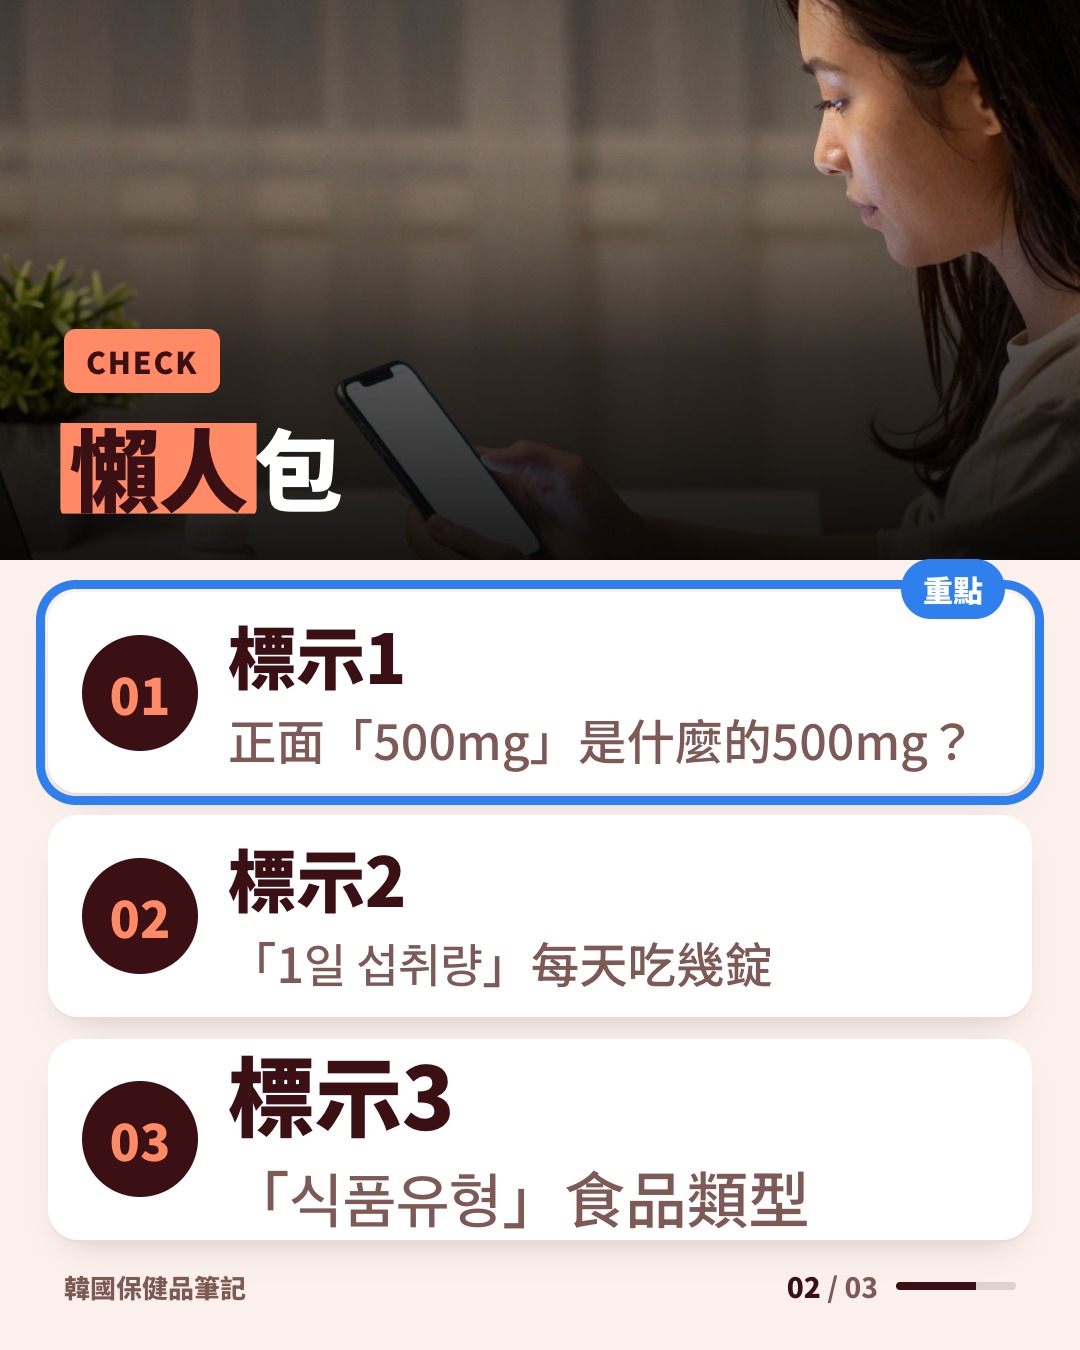 CHECK
懶人包
重點
01
標示1
正面「500mg」是什麼的500mg？
02
標示2
「1일 섭취량」每天吃幾錠
03
標示3
「식품유형」食品類型
韓國保健品筆記
02 / 03